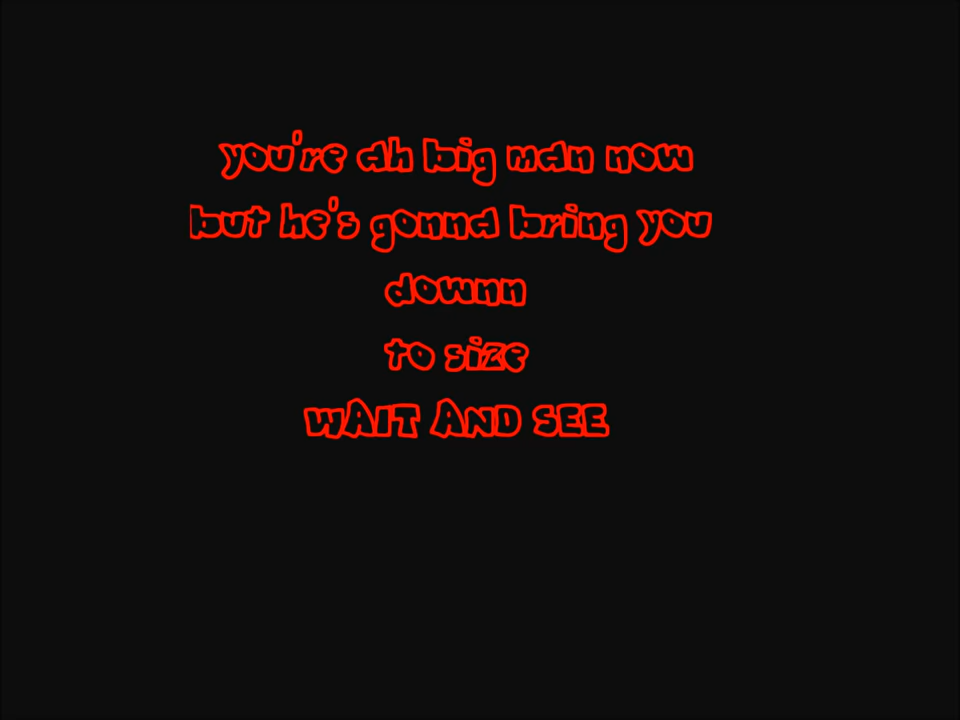 you're ah big man now
but he's gonna bring you
downn
to size
WAIT AND SEE